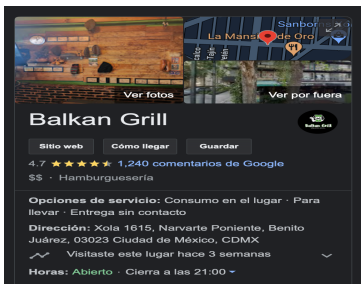 Sanborn
La Mansión de Oro
Ver fotos
Ver por fuera
Balkan Grill
Balkan Grill
Sitio web
Cómo llegar
Guardar
4.7
1,240 comentarios de Google
$$ · Hamburguesería
Opciones de servicio: Consumo en el lugar · Para
llevar · Entrega sin contacto
Dirección: Xola 1615, Narvarte Poniente, Benito
Juárez, 03023 Ciudad de México, CDMX
Visitaste este lugar hace 3 semanas
Horas: Abierto · Cierra a las 21:00